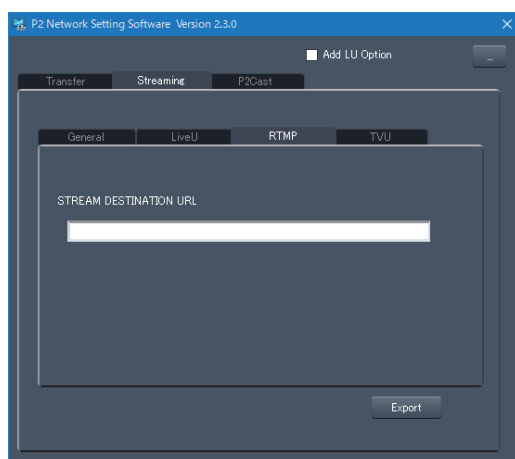 P2 Network Setting Software Version 2.3.0
Add LU Option
Transfer Streaming P2Cast
General LiveU RTMP TVU
STREAM DESTINATION URL
Export